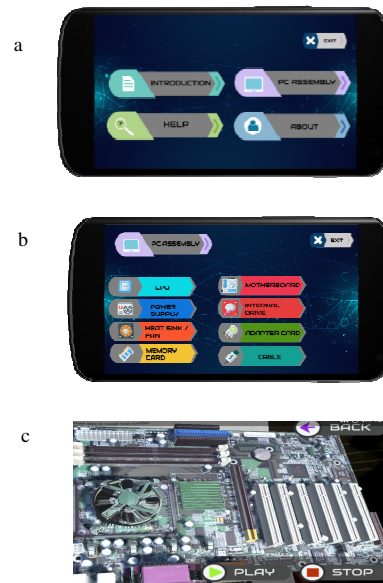 a
EXIT
INTRODUCTION
PC ASSEMBLY
HELP
ABOUT
b
PC ASSEMBLY
EXIT
CPU
MOTHERBOARD
POWER
SUPPLY
INTERNAL
DRIVE
HEAT SINK /
FAN
ADAPTER CARD
MEMORY
CARD
CABLE
c
BACK
PLAY
STOP